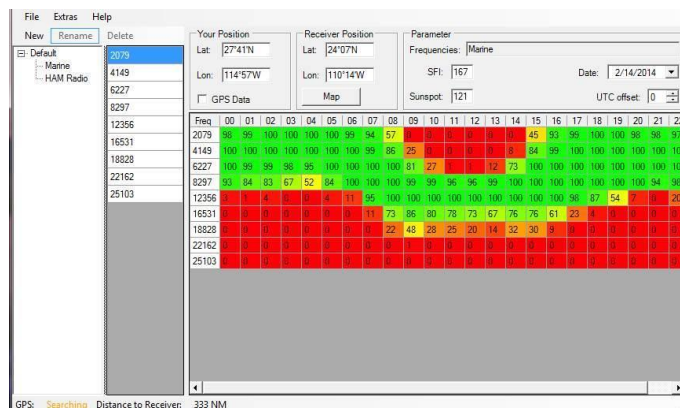 File Extras Help
New Rename Delete
Default
Marine
HAM Radio
2079
4149
6227
8297
12356
16531
18828
22162
25103
Your Position
Lat: 27°41'N
Lon: 114°57'W
GPS Data
Receiver Position
Lat: 24°07'N
Lon: 110°14'W
Map
Parameter
Frequencies: Marine
SFI: 167 Date: 2/14/2014
Sunspot: 121 UTC offset: 0
Freq 00 01 02 03 04 05 06 07 08 09 10 11 12 13 14 15 16 17 18 19 20 21 22
2079 98 99 100 100 100 100 99 94 57 0 0 0 0 0 0 45 93 99 100 100 98 98 97
4149 100 100 100 100 100 100 99 86 25 0 0 0 0 8 84 99 100 100 100 100 100
6227 100 99 99 98 95 100 100 100 100 81 27 1 1 12 73 100 100 100 100 100 100 100
8297 93 84 83 67 52 84 100 100 100 99 99 96 96 99 100 100 100 100 100 100 100 94
12356 1 4 0 0 4 11 95 100 100 100 100 100 100 100 100 100 98 87 54 7 0 20
16531 0 0 0 0 0 0 0 11 73 86 80 78 73 67 76 76 61 23 4 0 0 0 0
18828 0 0 0 0 0 0 0 0 22 48 28 25 20 14 32 30 9 0 0 0 0 0 0
22162 0 0 0 0 0 0 0 0 0 1 0 0 0 0 0 0 0 0 0 0 0 0 0
25103 0 0 0 0 0 0 0 0 0 0 0 0 0 0 0 0 0 0 0 0 0 0 0
GPS: Searching Distance to Receiver: 333 NM